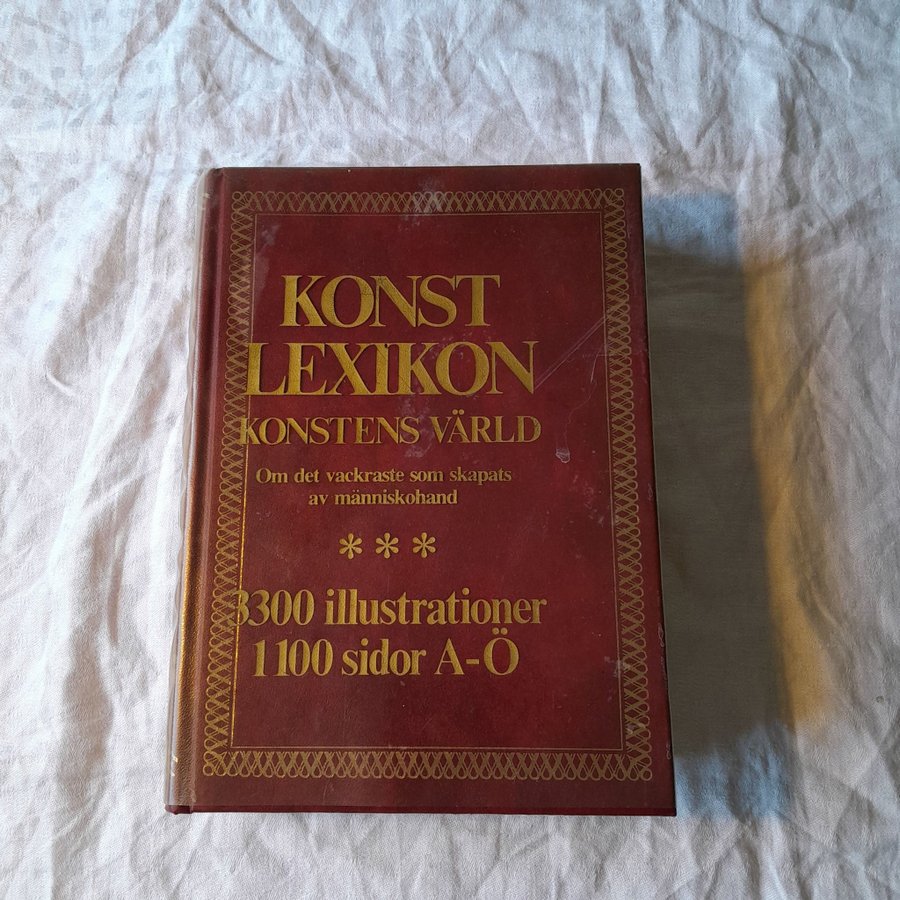 KONST
LEXIKON
KONSTENS VÄRLD
Om det vackraste som skapats
av människohand
***
3300 illustrationer
1100 sidor A-Ö